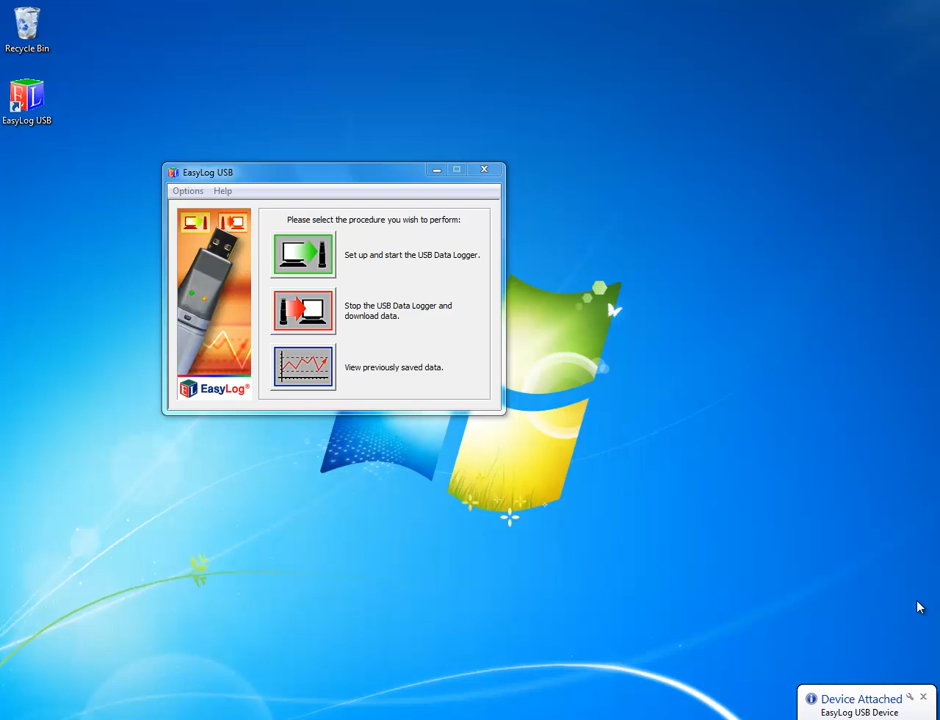 Recycle Bin
EasyLog USB
EasyLog USB
Options Help
Please select the procedure you wish to perform:
Set up and start the USB Data Logger.
Stop the USB Data Logger and
download data.
View previously saved data.
EL EasyLog®
Device Attached
EasyLog USB Device